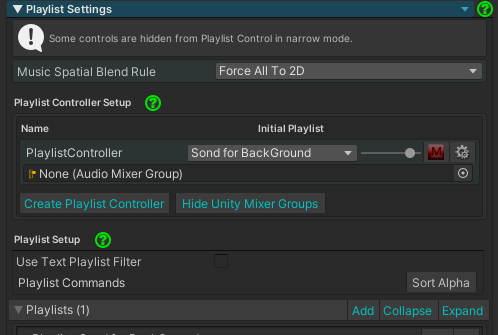 Playlist Settings
Some controls are hidden from Playlist Control in narrow mode.
Music Spatial Blend Rule Force All To 2D
Playlist Controller Setup
Name Initial Playlist
PlaylistController Sond for BackGround M
None (Audio Mixer Group)
Create Playlist Controller Hide Unity Mixer Groups
Playlist Setup
Use Text Playlist Filter
Playlist Commands Sort Alpha
Playlists (1) Add Collapse Expand